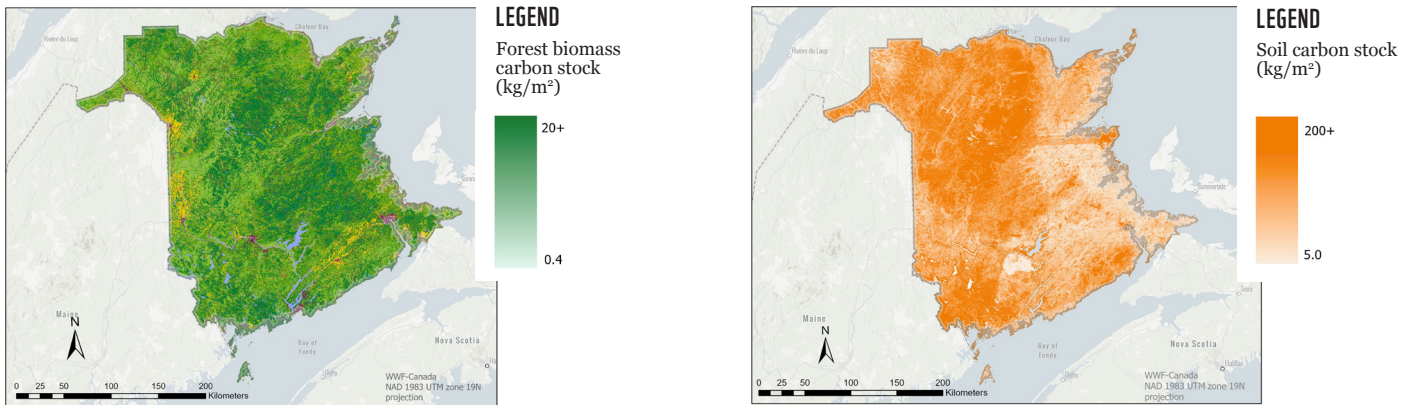 LEGEND
Forest biomass
carbon stock
(kg/m²)
20+
0.4
Riviere du Loup
Chaleur Bay
Maine
N
Bay of
Fundy
Nova Scotia
WWF-Canada
NAD 1983 UTM zone 19N
projection
0 25 50 100 150 200
Kilometers
LEGEND
Soil carbon stock
(kg/m²)
200+
5.0
Riviere du Loup
Chaleur Bay
Summerside
Maine
N
Bay of
Fundy
Nova Scotia
Halifax
WWF-Canada
NAD 1983 UTM zone 19N
projection
0 25 50 100 150 200
Kilometers